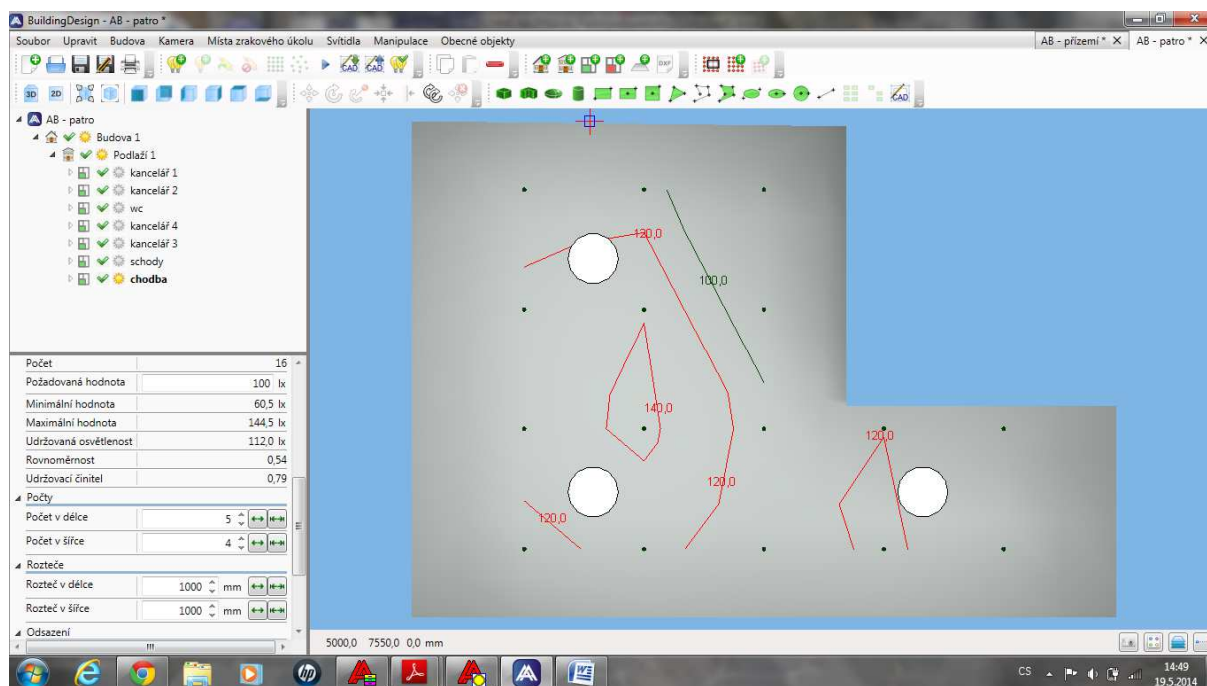 BuildingDesign - AB - patro *
Soubor Upravit Budova Kamera Místa zrakového úkolu Svítidla Manipulace Obecné objekty
AB - přízemí * AB - patro *
DXF
3D 2D CAD
AB - patro
Budova 1
Podlaží 1
kancelář 1
kancelář 2
wc
kancelář 4
kancelář 3
schody
chodba
120,0
100,0
140,0
120,0
120,0
120,0
Počet 16
Požadovaná hodnota 100 lx
Minimální hodnota 60,5 lx
Maximální hodnota 144,5 lx
Udržovaná osvětlenost 112,0 lx
Rovnoměrnost 0,54
Udržovací činitel 0,79
Počty
Počet v délce 5
Počet v šířce 4
Rozteče
Rozteč v délce 1000 mm
Rozteč v šířce 1000 mm
Odsazení
5000,0 7550,0 0,0 mm
hp
CS 14:49
19.5.2014